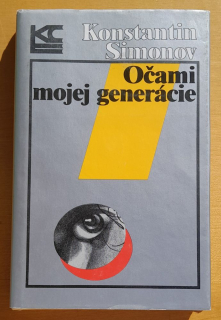 KC
Konstantin
Simonov
Očami
mojej generácie